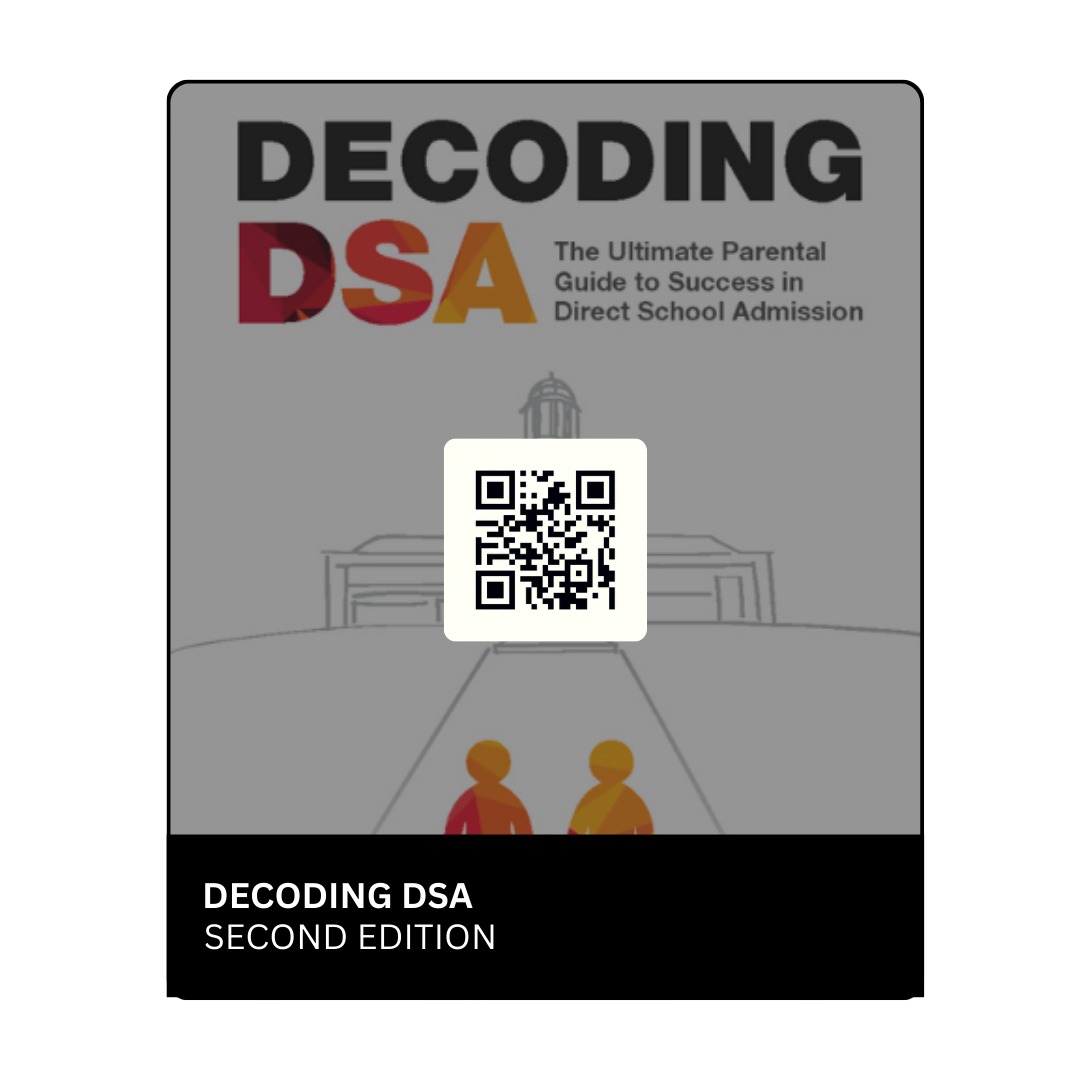 DECODING
DSA
The Ultimate Parental
Guide to Success in
Direct School Admission
DECODING DSA
SECOND EDITION